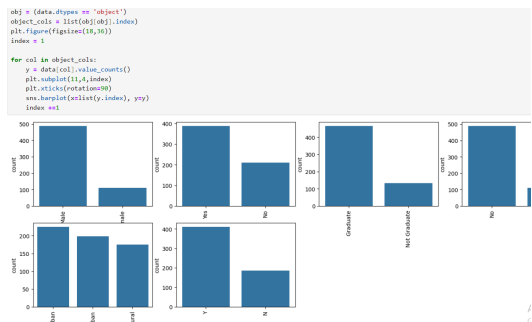 obj = (data.dtypes == 'object')
object_cols = list(obj[obj].index)
plt.figure(figsize=(18,36))
index = 1
for col in object_cols:
y = data[col].value_counts()
plt.subplot(11,4,index)
plt.xticks(rotation=90)
sns.barplot(x=list(y.index), y=y)
index +=1
500
400
300
200
100
0
count
Male
male
400
300
200
100
0
count
Yes
No
400
300
200
100
0
count
Graduate
Not Graduate
500
400
300
200
100
0
count
No
200
150
100
50
0
count
ban
ban
ural
400
300
200
100
0
count
Y
N